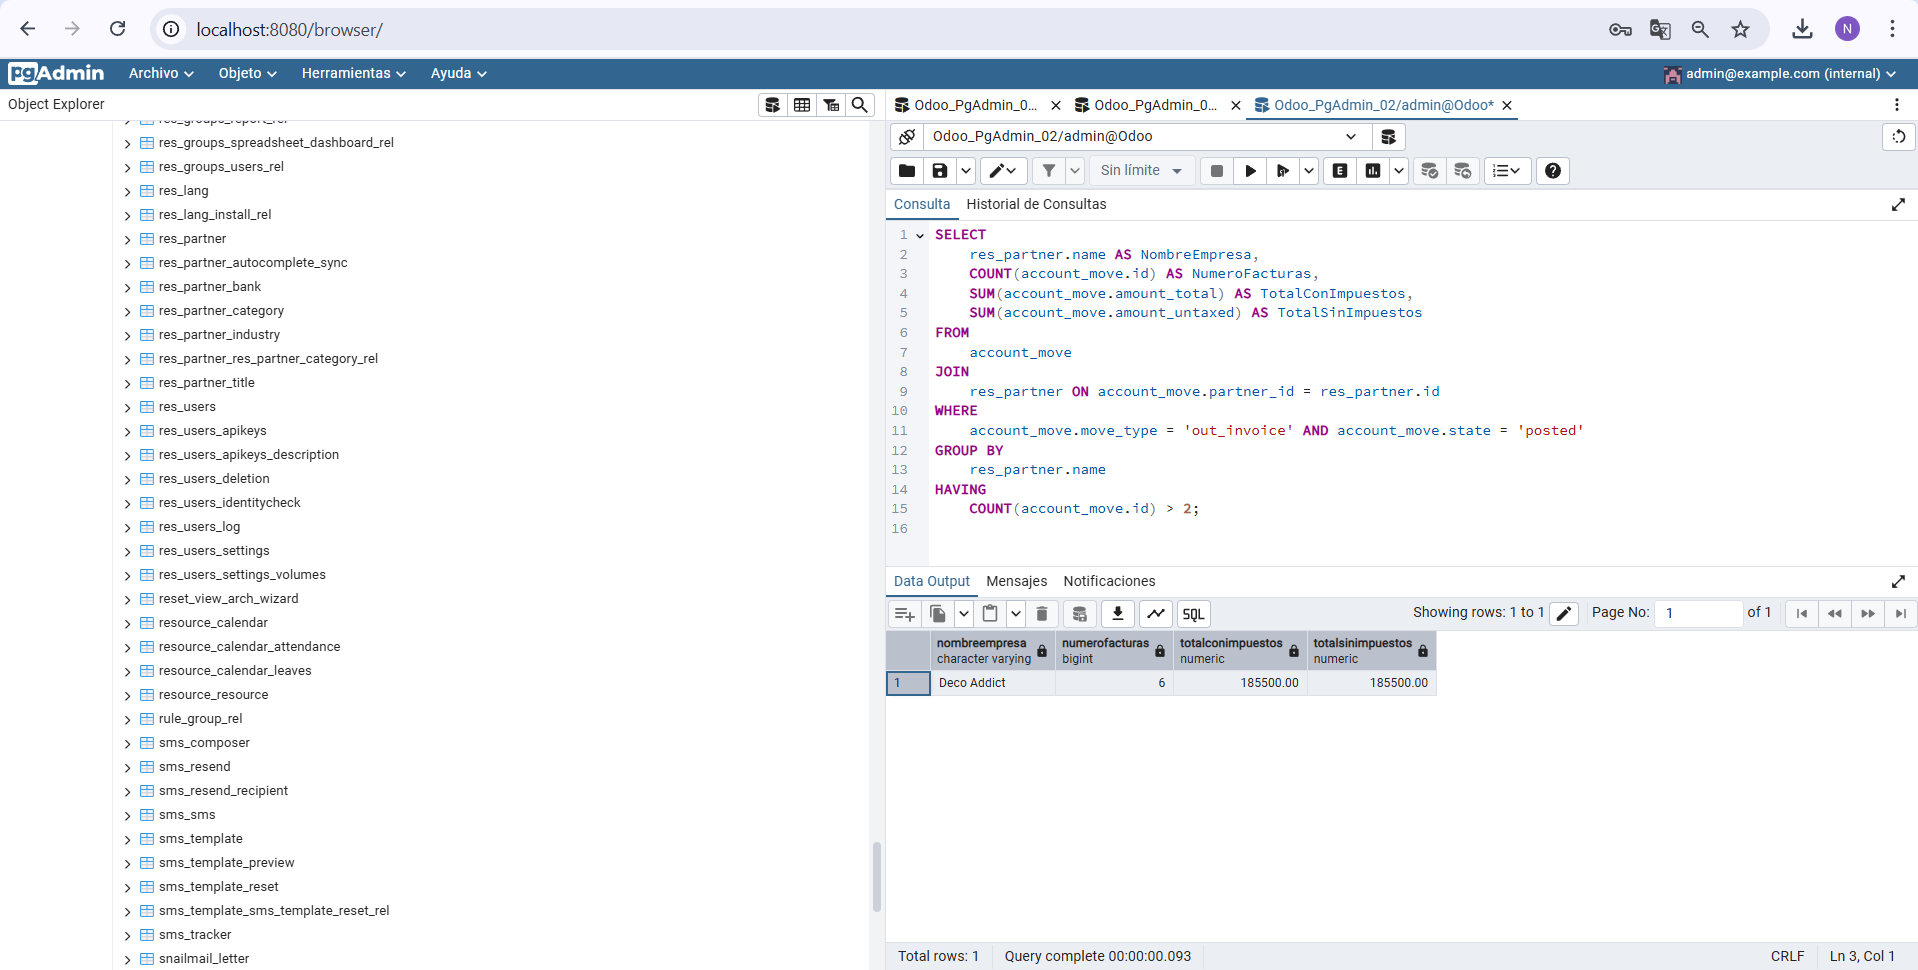 localhost:8080/browser/
N
pgAdmin Archivo Objeto Herramientas Ayuda admin@example.com (internal)
Object Explorer
res_groups_report_rel
res_groups_spreadsheet_dashboard_rel
res_groups_users_rel
res_lang
res_lang_install_rel
res_partner
res_partner_autocomplete_sync
res_partner_bank
res_partner_category
res_partner_industry
res_partner_res_partner_category_rel
res_partner_title
res_users
res_users_apikeys
res_users_apikeys_description
res_users_deletion
res_users_identitycheck
res_users_log
res_users_settings
res_users_settings_volumes
reset_view_arch_wizard
resource_calendar
resource_calendar_attendance
resource_calendar_leaves
resource_resource
rule_group_rel
sms_composer
sms_resend
sms_resend_recipient
sms_sms
sms_template
sms_template_preview
sms_template_reset
sms_template_sms_template_reset_rel
sms_tracker
snailmail_letter
Odoo_PgAdmin_0... Odoo_PgAdmin_0... Odoo_PgAdmin_02/admin@Odoo*
Odoo_PgAdmin_02/admin@Odoo
Sin límite E
Consulta Historial de Consultas
1 SELECT
2 res_partner.name AS NombreEmpresa,
3 COUNT(account_move.id) AS NumeroFacturas,
4 SUM(account_move.amount_total) AS TotalConImpuestos,
5 SUM(account_move.amount_untaxed) AS TotalSinImpuestos
6 FROM
7 account_move
8 JOIN
9 res_partner ON account_move.partner_id = res_partner.id
10 WHERE
11 account_move.move_type = 'out_invoice' AND account_move.state = 'posted'
12 GROUP BY
13 res_partner.name
14 HAVING
15 COUNT(account_move.id) > 2;
16
Data Output Mensajes Notificaciones
SQL Showing rows: 1 to 1 Page No: 1 of 1
nombreempresa numerofacturas totalconimpuestos totalsinimpuestos
character varying bigint numeric numeric
1 Deco Addict 6 185500.00 185500.00
Total rows: 1 Query complete 00:00:00.093 CRLF Ln 3, Col 1